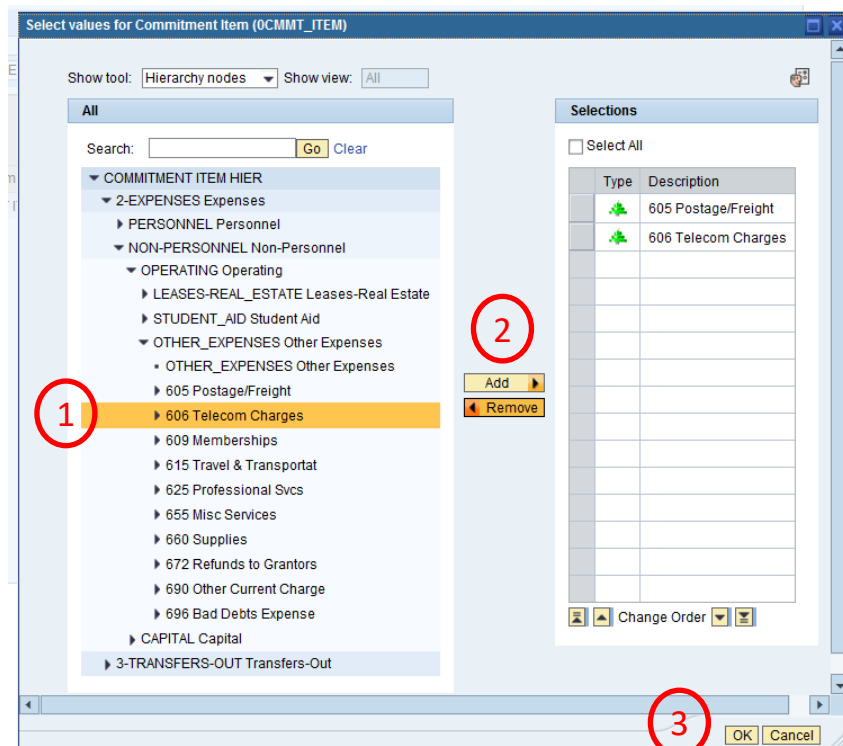 Select values for Commitment Item (0CMMT_ITEM)
Show tool: Hierarchy nodes Show view: All
All
Search: Go Clear
COMMITMENT ITEM HIER
2-EXPENSES Expenses
PERSONNEL Personnel
NON-PERSONNEL Non-Personnel
OPERATING Operating
LEASES-REAL_ESTATE Leases-Real Estate
STUDENT_AID Student Aid
OTHER_EXPENSES Other Expenses
OTHER_EXPENSES Other Expenses
605 Postage/Freight
1
606 Telecom Charges
609 Memberships
615 Travel & Transportat
625 Professional Svcs
655 Misc Services
660 Supplies
672 Refunds to Grantors
690 Other Current Charge
696 Bad Debts Expense
CAPITAL Capital
3-TRANSFERS-OUT Transfers-Out
2
Add
Remove
Selections
Select All
Type Description
605 Postage/Freight
606 Telecom Charges
Change Order
3
OK Cancel